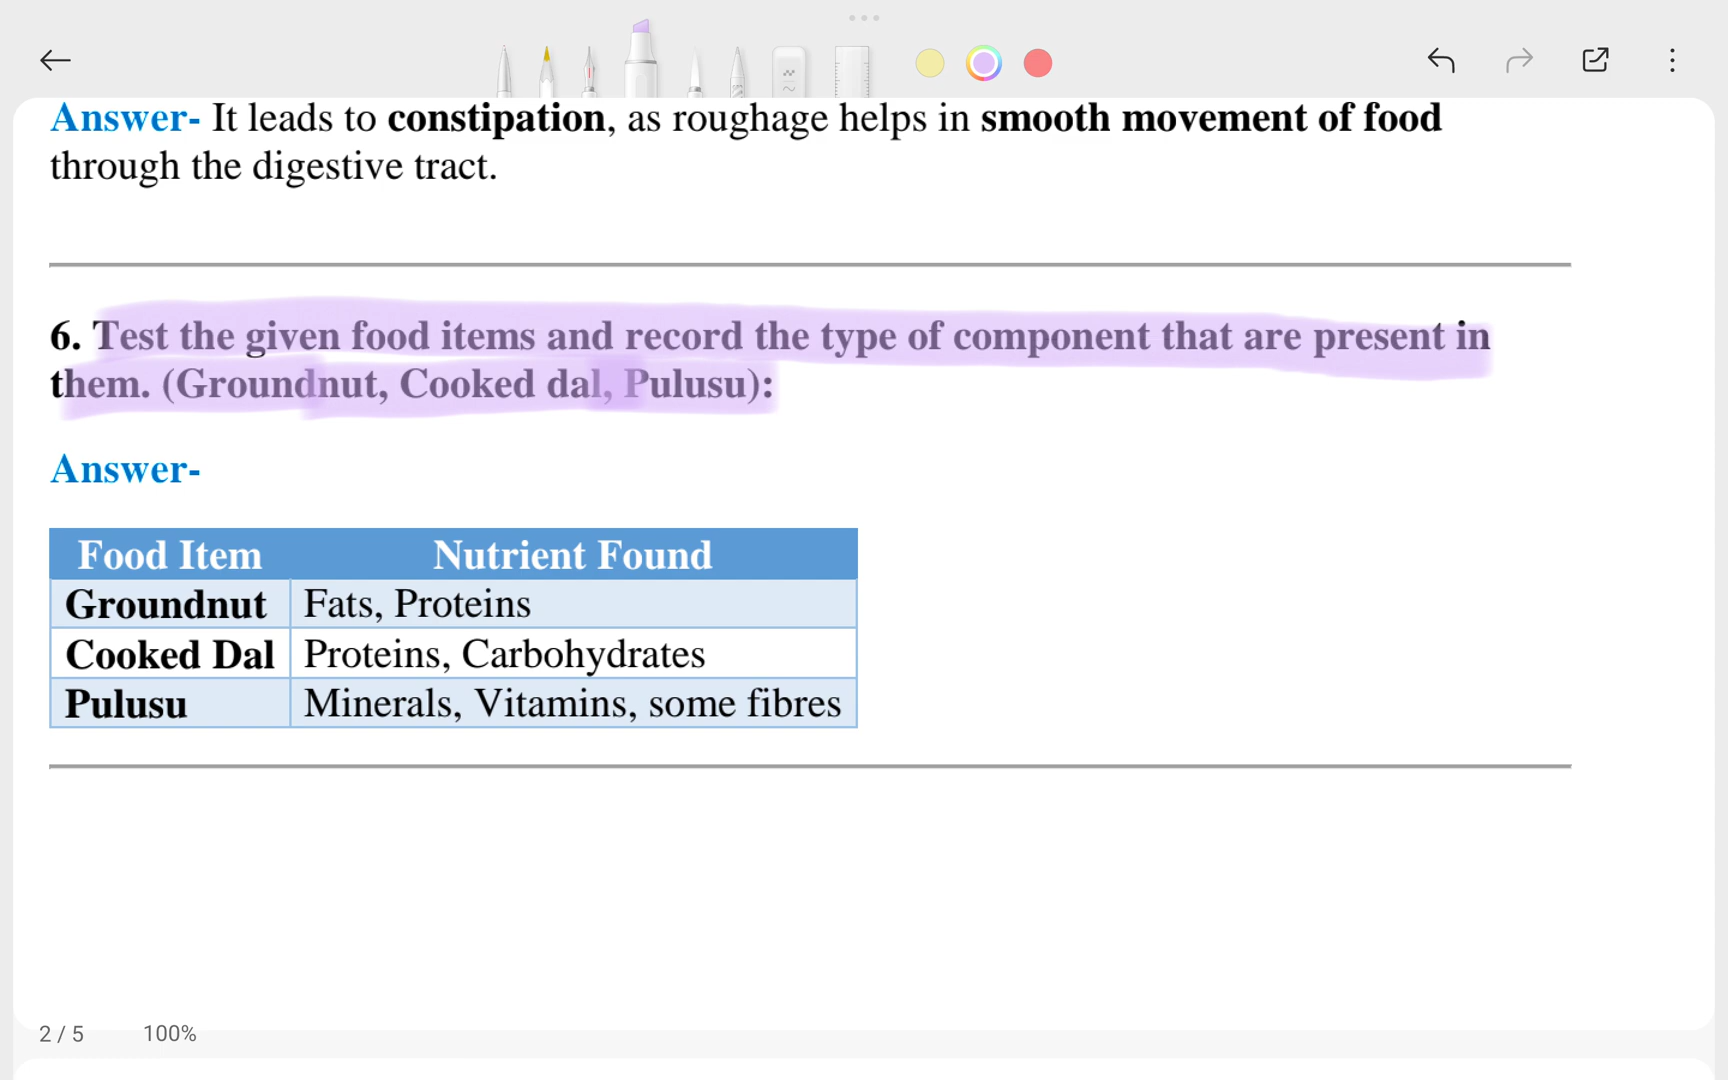 Answer- It leads to constipation, as roughage helps in smooth movement of food
through the digestive tract.
6. Test the given food items and record the type of component that are present in
them. (Groundnut, Cooked dal, Pulusu):
Answer-
Food Item Nutrient Found
Groundnut Fats, Proteins
Cooked Dal Proteins, Carbohydrates
Pulusu Minerals, Vitamins, some fibres
2 / 5 100%